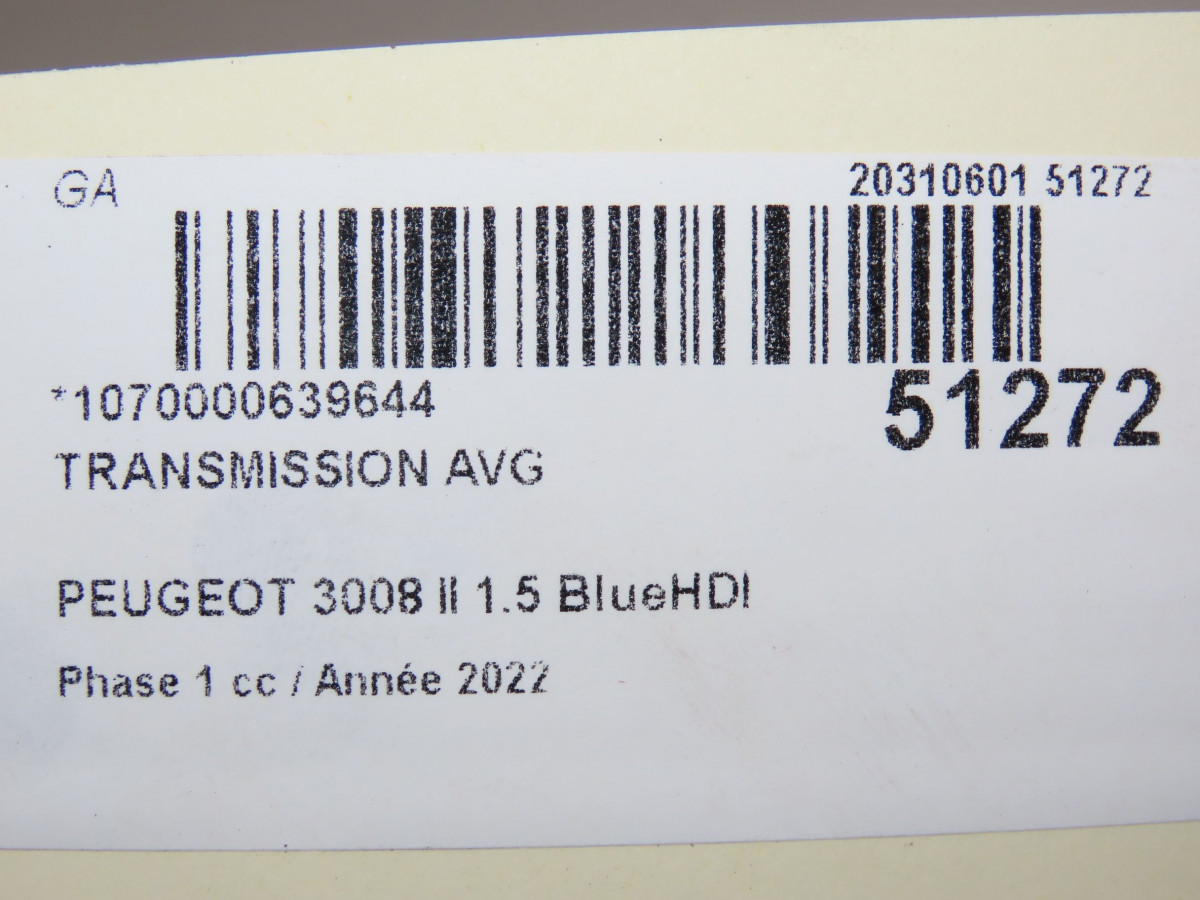 GA
20310601 51272
*1070000639644
51272
TRANSMISSION AVG
PEUGEOT 3008 II 1.5 BlueHDI
Phase 1 cc / Année 2022